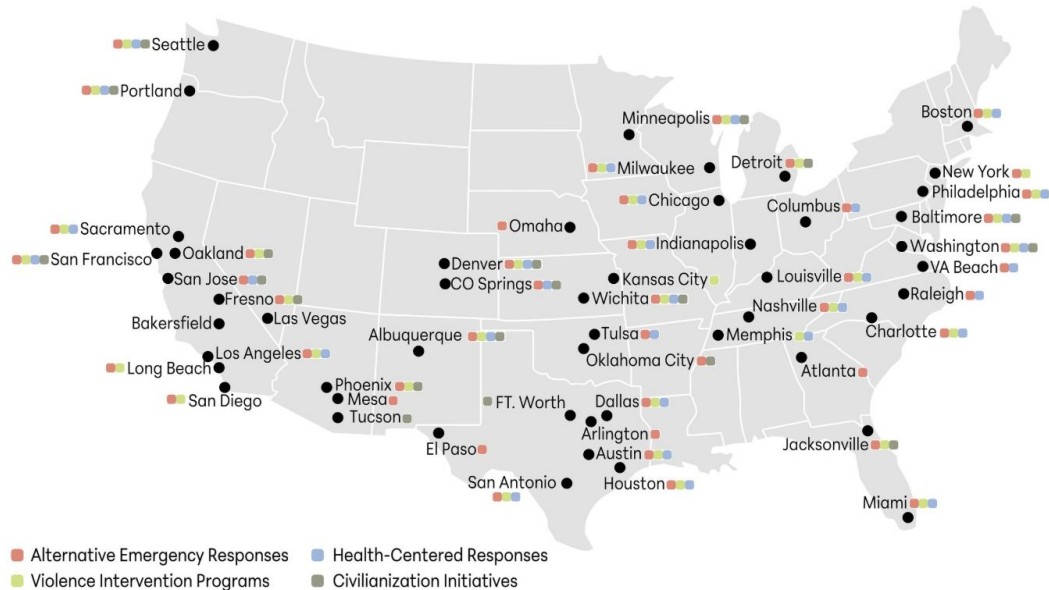 Seattle
Portland
Minneapolis
Boston
Milwaukee
Detroit
New York
Chicago
Philadelphia
Columbus
Baltimore
Sacramento
Omaha
Indianapolis
Washington
San Francisco
Oakland
Denver
VA Beach
San Jose
CO Springs
Kansas City
Louisville
Fresno
Wichita
Raleigh
Bakersfield
Las Vegas
Nashville
Albuquerque
Tulsa
Memphis
Charlotte
Los Angeles
Oklahoma City
Long Beach
Atlanta
Phoenix
San Diego
Mesa
FT. Worth
Dallas
Tucson
Arlington
Jacksonville
El Paso
Austin
San Antonio
Houston
Miami
Alternative Emergency Responses
Health-Centered Responses
Violence Intervention Programs
Civilianization Initiatives